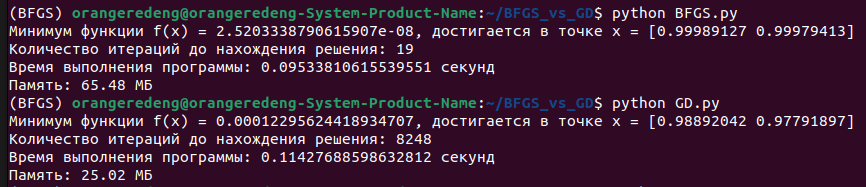 (BFGS) orangeredeng@orangeredeng-System-Product-Name:~/BFGS_vs_GD$ python BFGS.py
Минимум функции f(x) = 2.5203338790615907e-08, достигается в точке x = [0.99989127 0.99979413]
Количество итераций до нахождения решения: 19
Время выполнения программы: 0.09533810615539551 секунд
Память: 65.48 МБ
(BFGS) orangeredeng@orangeredeng-System-Product-Name:~/BFGS_vs_GD$ python GD.py
Минимум функции f(x) = 0.00012295624418934707, достигается в точке x = [0.98892042 0.97791897]
Количество итераций до нахождения решения: 8248
Время выполнения программы: 0.11427688598632812 секунд
Память: 25.02 МБ